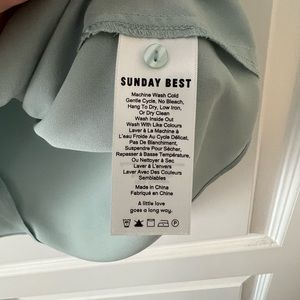 SUNDAY BEST
Machine Wash Cold
Gentle Cycle, No Bleach,
Hang To Dry, Low Iron,
Or Dry Clean
Wash Inside Out
Wash With Like Colours
Laver à La Machine à
L'eau Froide Au Cycle Délicat,
Pas De Blanchiment,
Suspendre Pour Sécher,
Repasser à Basse Température,
Ou Nettoyer à Sec
Laver à L'envers
Laver Avec Des Couleurs
Semblables
Made in China
Fabriqué en Chine
A little love
goes a long way.